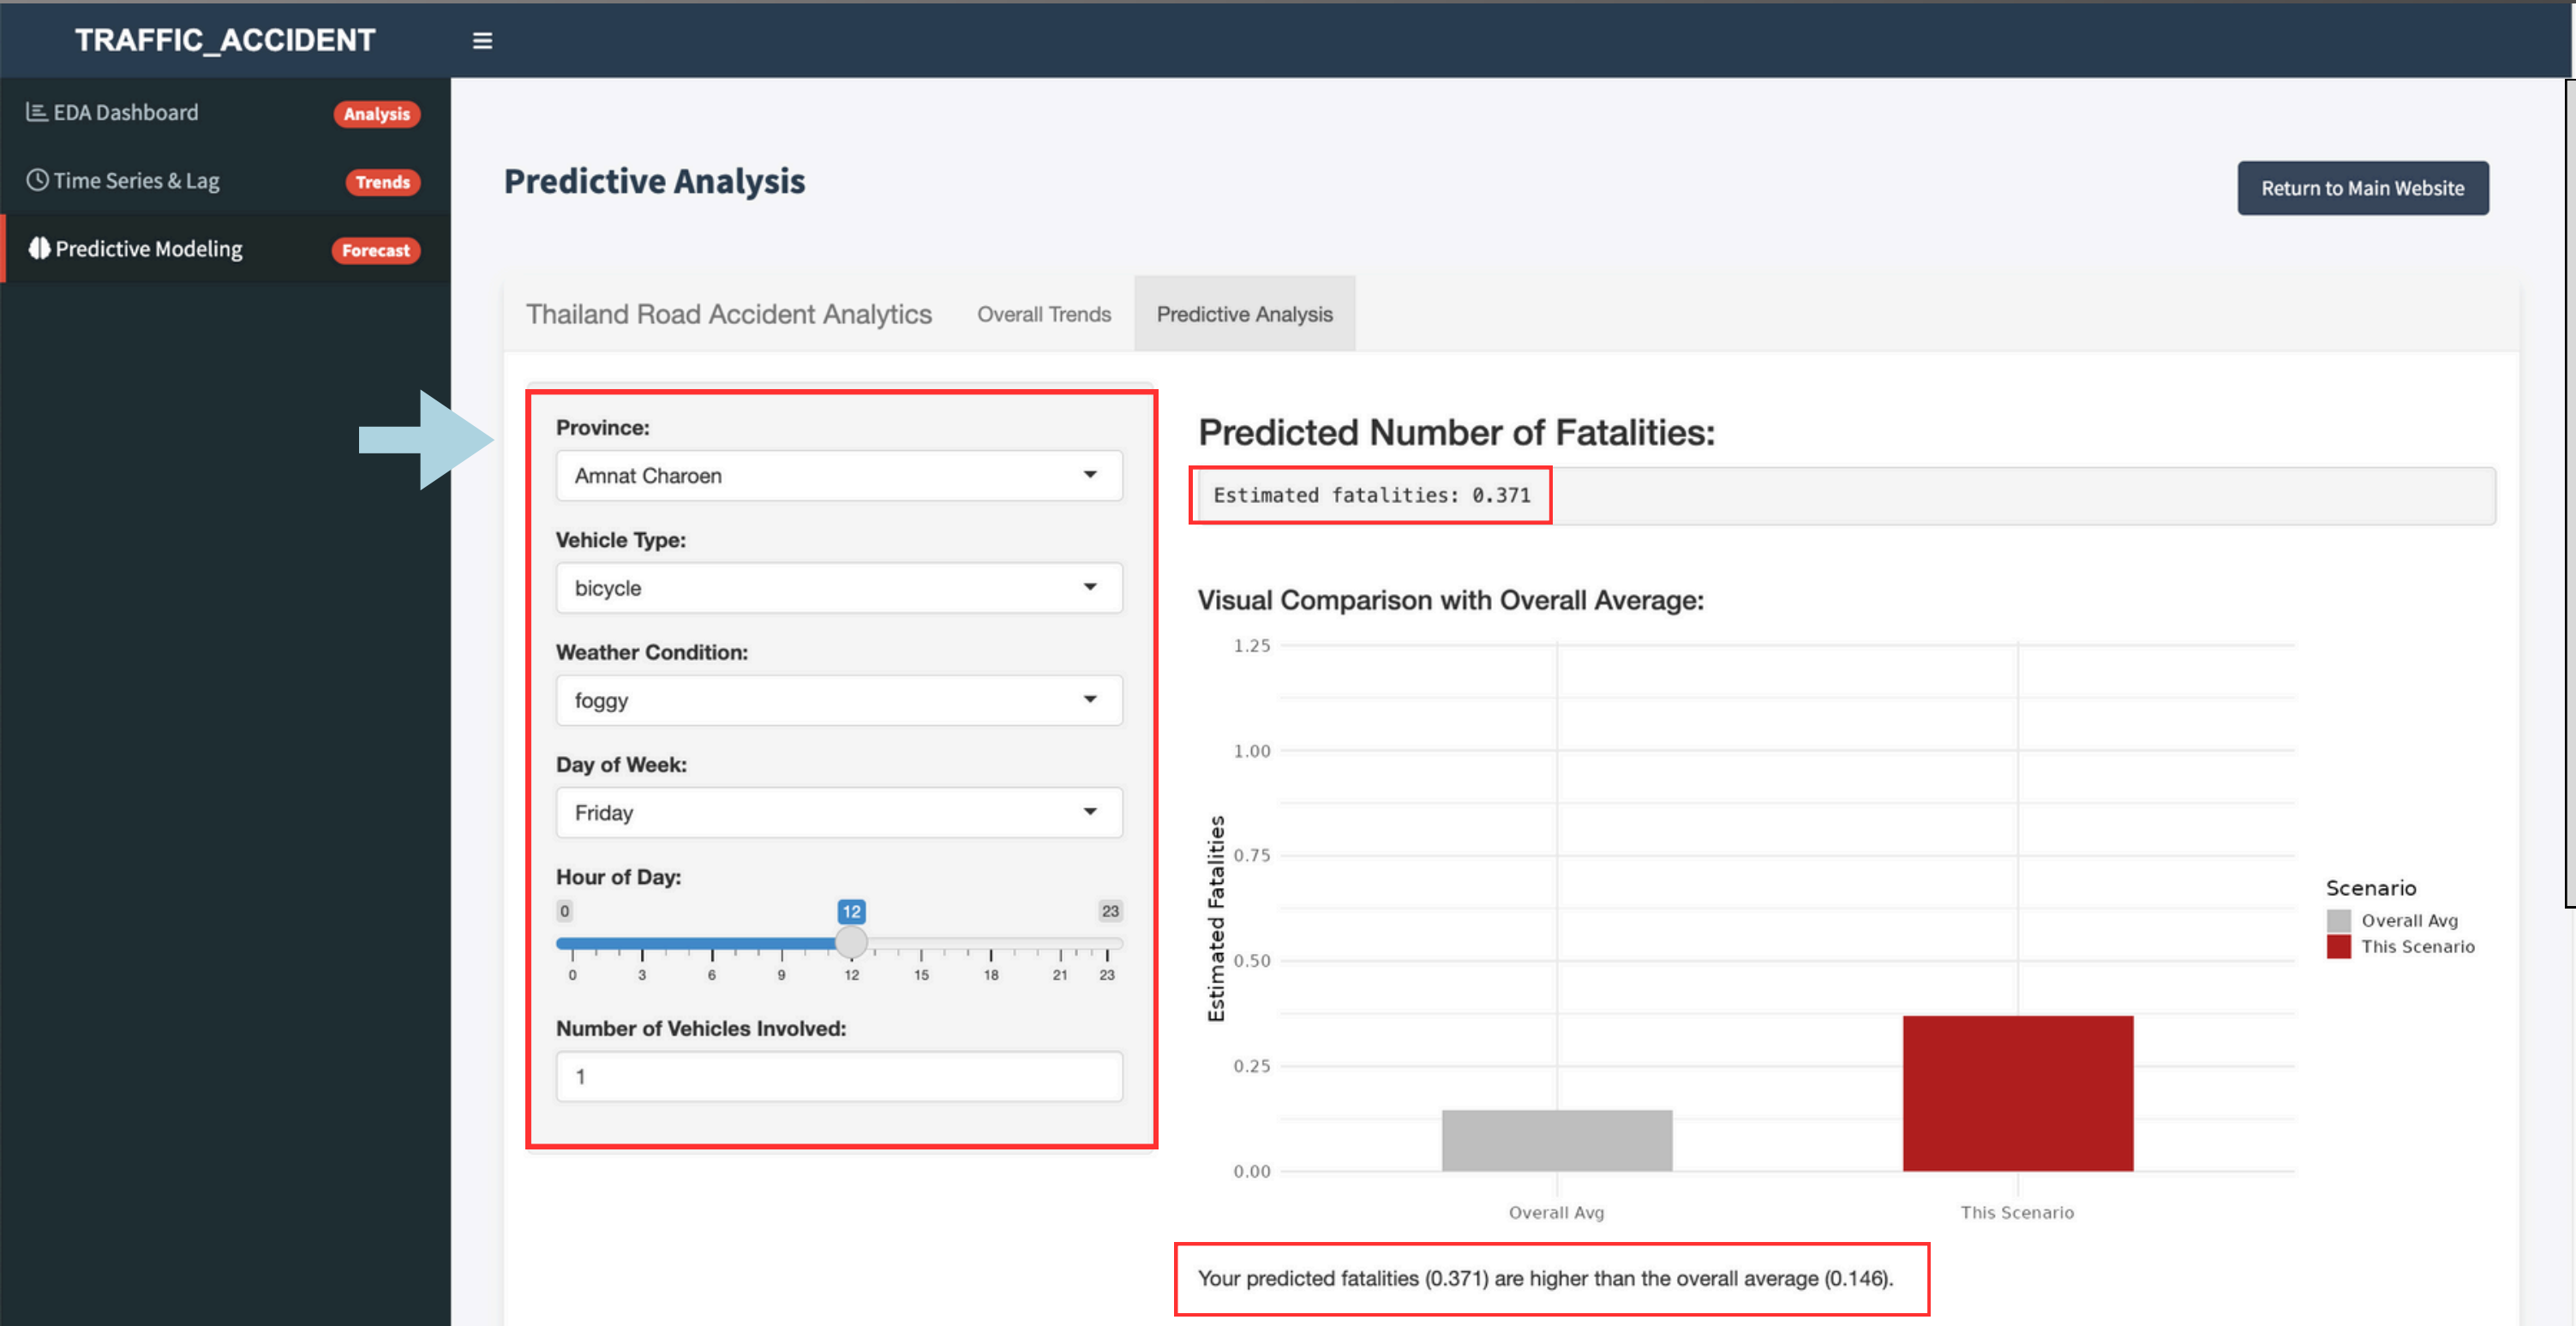 TRAFFIC_ACCIDENT
EDA Dashboard Analysis
Time Series & Lag Trends
Predictive Modeling Forecast
Predictive Analysis
Return to Main Website
Thailand Road Accident Analytics Overall Trends Predictive Analysis
Province:
Amnat Charoen
Vehicle Type:
bicycle
Weather Condition:
foggy
Day of Week:
Friday
Hour of Day:
0 12 23
0 3 6 9 12 15 18 21 23
Number of Vehicles Involved:
1
Predicted Number of Fatalities:
Estimated fatalities: 0.371
Visual Comparison with Overall Average:
Estimated Fatalities
1.25
1.00
0.75
0.50
0.25
0.00
Overall Avg This Scenario
Scenario
Overall Avg
This Scenario
Your predicted fatalities (0.371) are higher than the overall average (0.146).